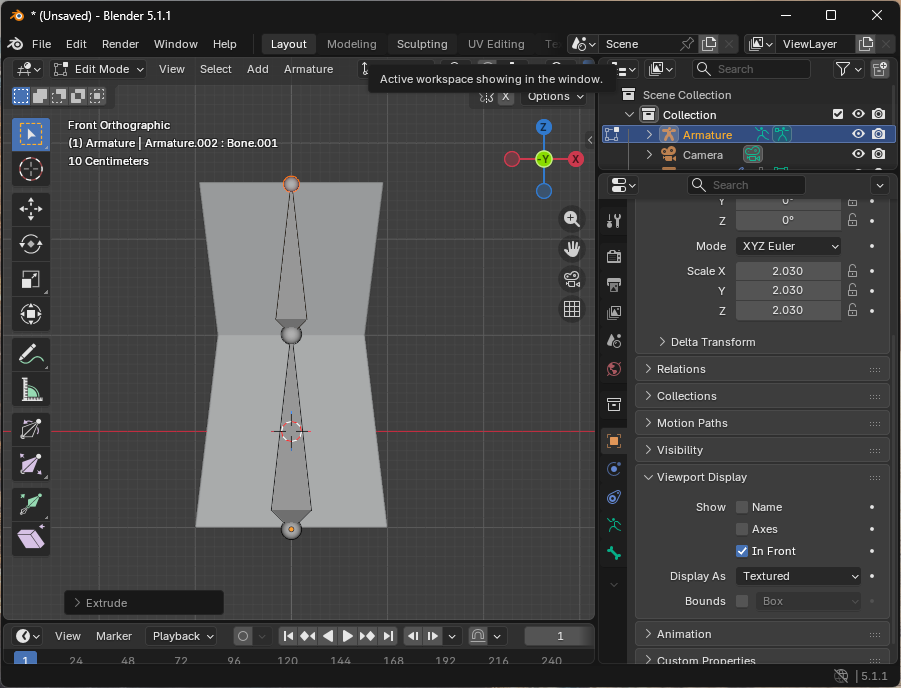 * (Unsaved) - Blender 5.1.1
File Edit Render Window Help Layout Modeling Sculpting UV Editing Scene ViewLayer
Edit Mode View Select Add Armature
Active workspace showing in the window.
X Options
Search
Scene Collection
Collection
Armature
Camera
Front Orthographic
(1) Armature | Armature.002 : Bone.001
10 Centimeters
Z
-Y
X
Search
Y 0°
Z 0°
Mode XYZ Euler
Scale X 2.030
Y 2.030
Z 2.030
Delta Transform
Relations
Collections
Motion Paths
Visibility
Viewport Display
Show Name
Axes
In Front
Display As Textured
Bounds Box
Animation
Custom Properties
Extrude
View Marker Playback 1
1 24 48 72 96 120 144 168 192 216 240
5.1.1